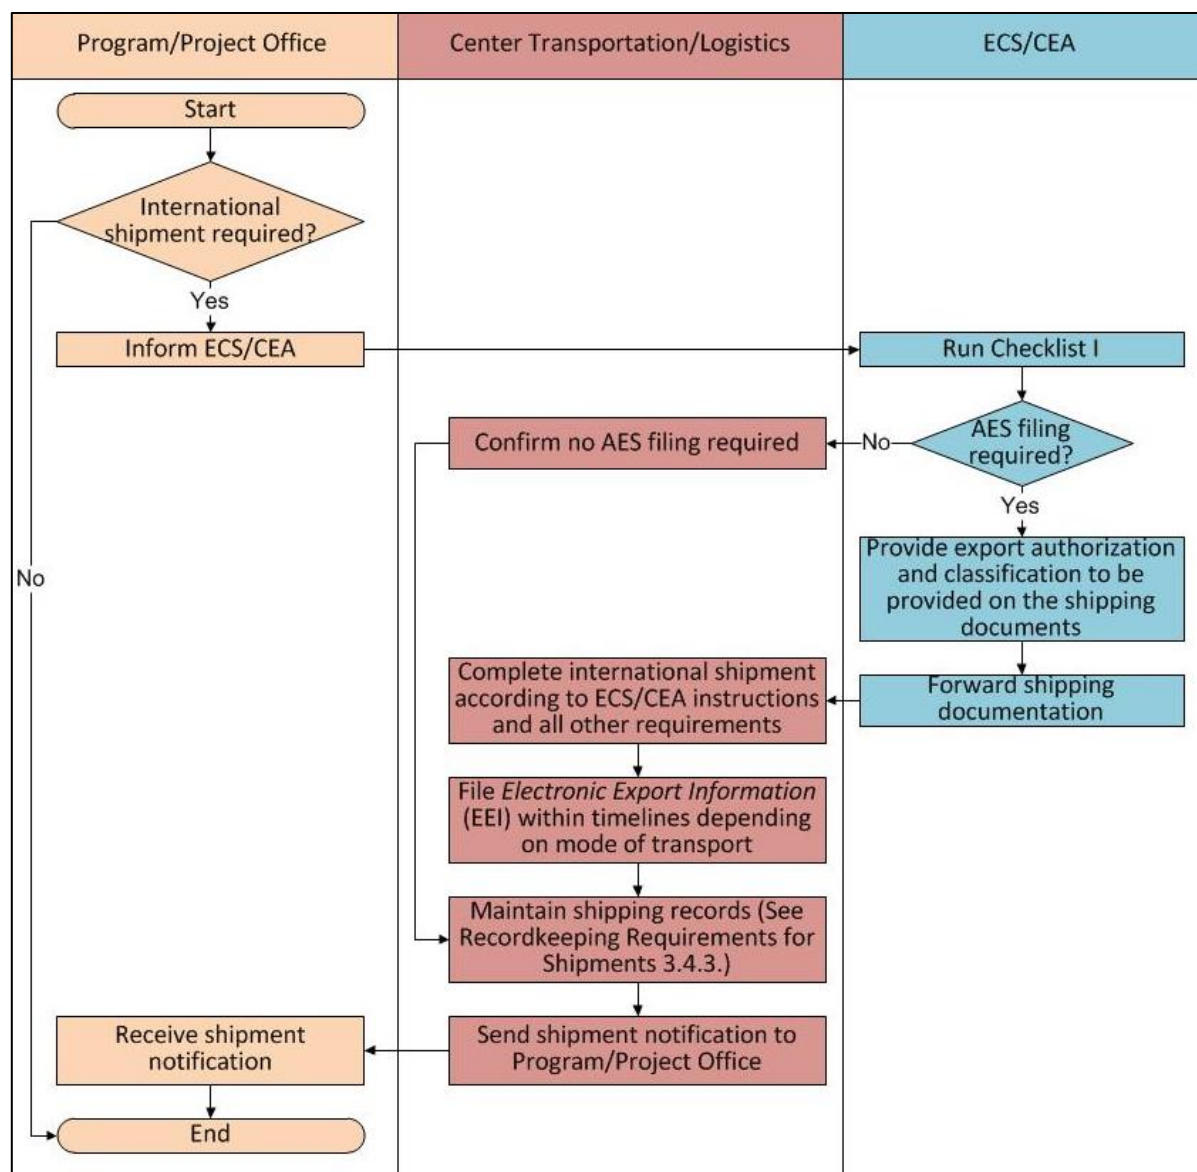 Program/Project Office
Center Transportation/Logistics
ECS/CEA
Start
International
shipment required?
Yes
No
Inform ECS/CEA
Run Checklist I
AES filing
required?
No
Confirm no AES filing required
Yes
Provide export authorization
and classification to be
provided on the shipping
documents
Forward shipping
documentation
Complete international shipment
according to ECS/CEA instructions
and all other requirements
File Electronic Export Information
(EEI) within timelines depending
on mode of transport
Maintain shipping records (See
Recordkeeping Requirements for
Shipments 3.4.3.)
Send shipment notification to
Program/Project Office
Receive shipment
notification
End